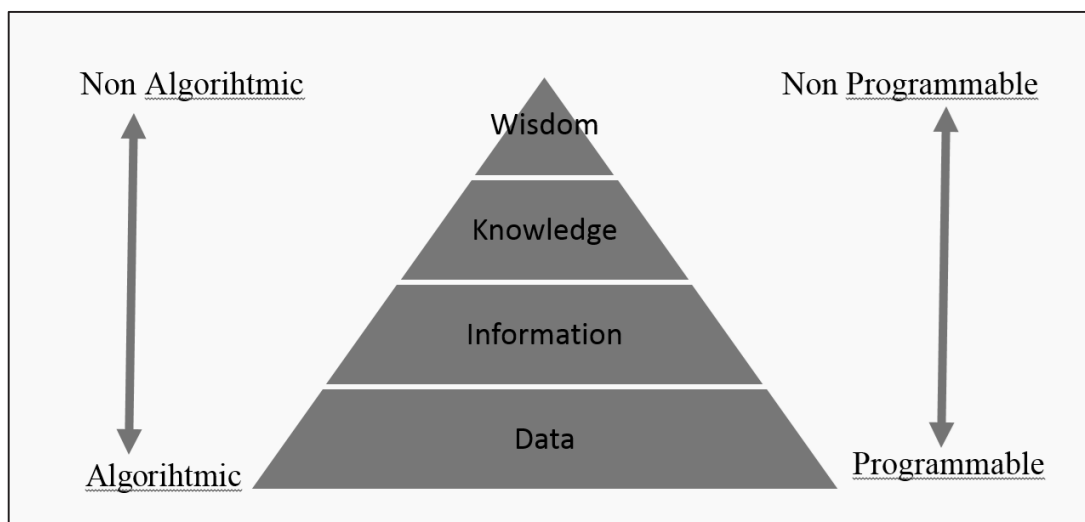 Non Algorihtmic
Non Programmable
Wisdom
Knowledge
Information
Data
Algorihtmic
Programmable